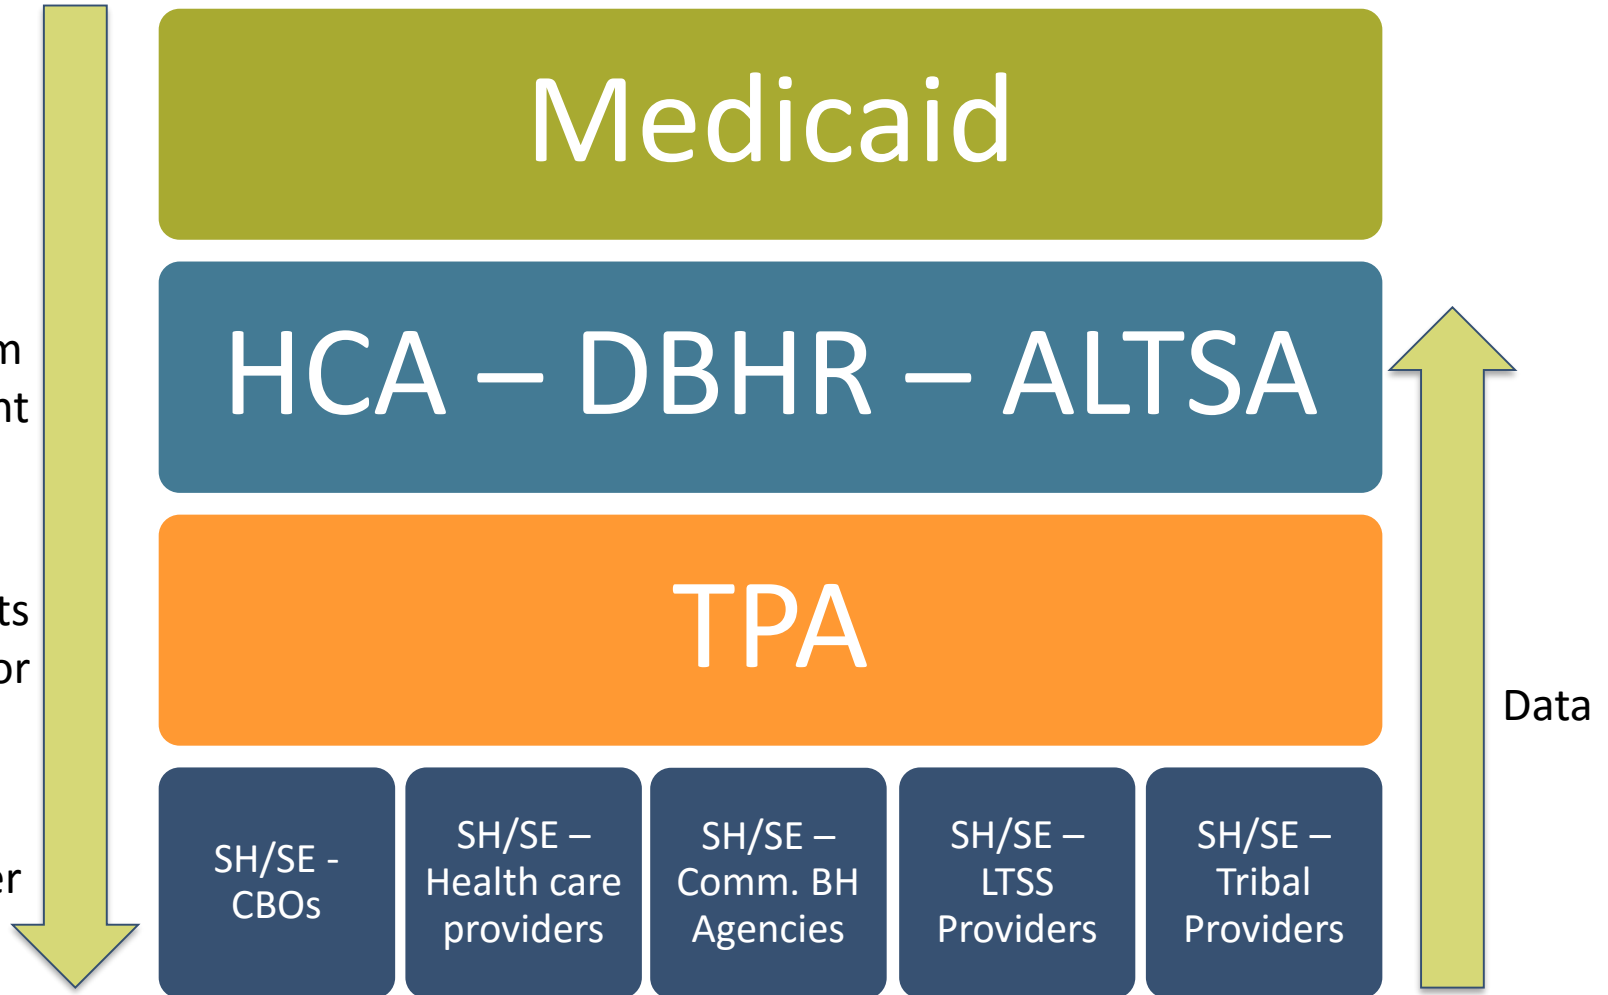 Medicaid
HCA – DBHR – ALTSA
TPA
Data
SH/SE -
CBOs
SH/SE –
Health care
providers
SH/SE –
Comm. BH
Agencies
SH/SE –
LTSS
Providers
SH/SE –
Tribal
Providers